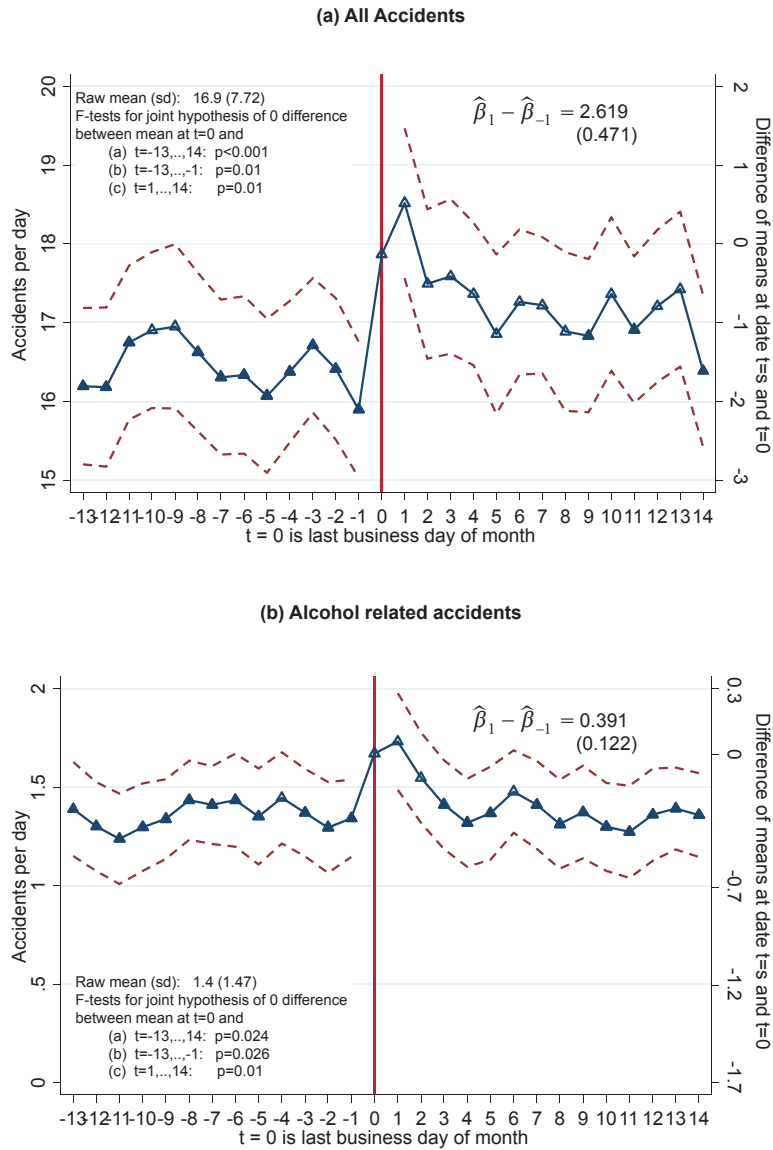 (a) All Accidents
Raw mean (sd): 16.9 (7.72)
F-tests for joint hypothesis of 0 difference
between mean at t=0 and
(a) t=-13,..,14: p<0.001
(b) t=-13,..,-1: p=0.01
(c) t=1,..,14: p=0.01
β̂₁ − β̂₋₁ = 2.619
(0.471)
Accidents per day
20
19
18
17
16
15
2
1
0
-1
-2
-3
Difference of means at date t=s and t=0
-13 -12 -11 -10 -9 -8 -7 -6 -5 -4 -3 -2 -1 0 1 2 3 4 5 6 7 8 9 10 11 12 13 14
t = 0 is last business day of month
(b) Alcohol related accidents
β̂₁ − β̂₋₁ = 0.391
(0.122)
Accidents per day
2
1.5
1
.5
0
0.3
0
-0.7
-1.2
-1.7
Difference of means at date t=s and t=0
Raw mean (sd): 1.4 (1.47)
F-tests for joint hypothesis of 0 difference
between mean at t=0 and
(a) t=-13,..,14: p=0.024
(b) t=-13,..,-1: p=0.026
(c) t=1,..,14: p=0.01
-13 -12 -11 -10 -9 -8 -7 -6 -5 -4 -3 -2 -1 0 1 2 3 4 5 6 7 8 9 10 11 12 13 14
t = 0 is last business day of month